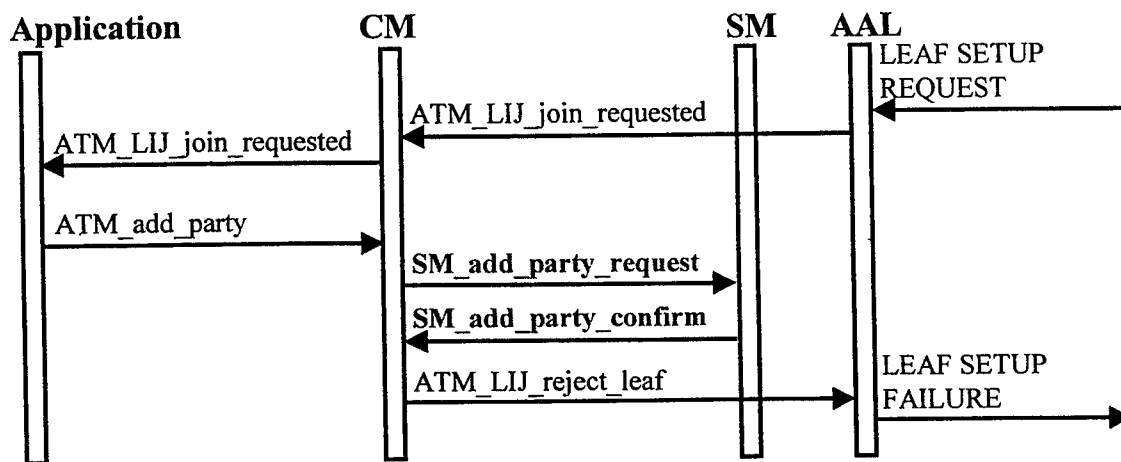 Application CM SM AAL
LEAF SETUP
REQUEST
ATM_LIJ_join_requested
ATM_LIJ_join_requested
ATM_add_party
SM_add_party_request
SM_add_party_confirm
ATM_LIJ_reject_leaf
LEAF SETUP
FAILURE